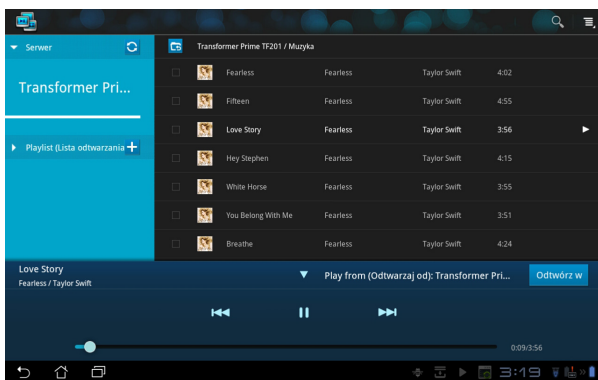 Serwer
Transformer Prime TF201 / Muzyka
Transformer Pri...
Playlist (Lista odtwarzania
Fearless Fearless Taylor Swift 4:02
Fifteen Fearless Taylor Swift 4:55
Love Story Fearless Taylor Swift 3:56
Hey Stephen Fearless Taylor Swift 4:15
White Horse Fearless Taylor Swift 3:55
You Belong With Me Fearless Taylor Swift 3:51
Breathe Fearless Taylor Swift 4:24
Love Story
Fearless / Taylor Swift
Play from (Odtwarzaj od): Transformer Pri...
Odtwórz w
0:09/3:56
3:19